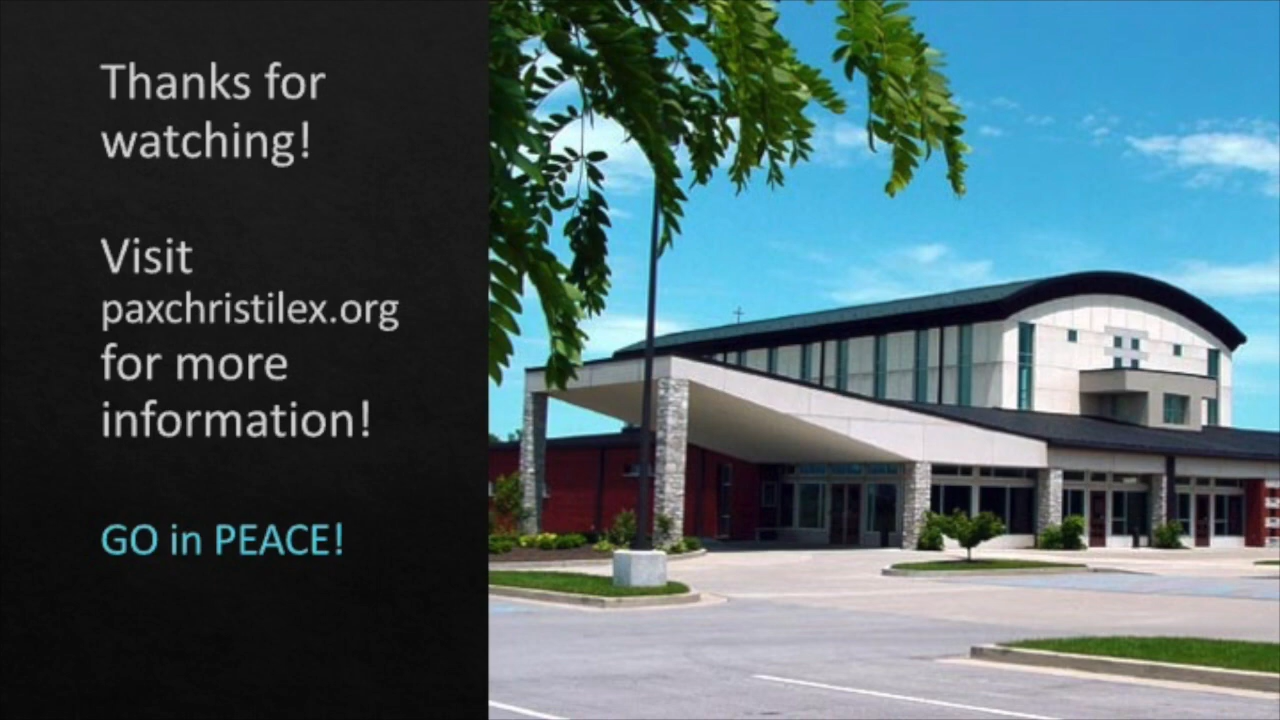 Thanks for
watching!
Visit
paxchristilex.org
for more
information!
GO in PEACE!